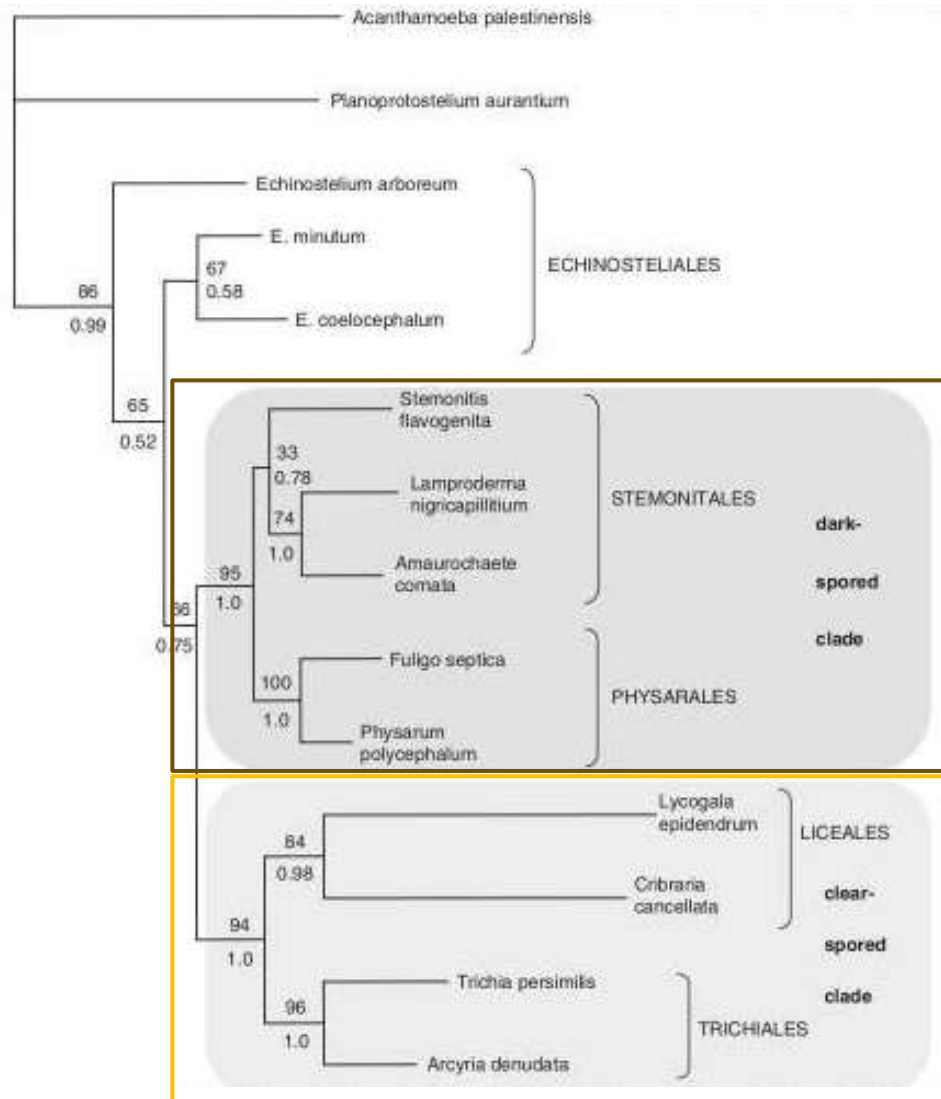 Acanthamoeba palestinensis
Planoprotostelium aurantium
Echinostelium arboreum
E. minutum
67
0.58
ECHINOSTELIALES
86
0.99
E. coelocephalum
65
0.52
Stemonitis
flavogenita
33
0.78
Lamproderma
nigricapillitium
STEMONITALES
74
1.0
dark-
Amaurochaete
comata
95
1.0
spored
66
0.75
clade
Fuligo septica
100
1.0
PHYSARALES
Physarum
polycephalum
Lycogala
epidendrum
LICEALES
84
0.98
Cribraria
cancellata
clear-
94
1.0
spored
Trichia persimilis
clade
96
1.0
TRICHIALES
Arcyria denudata